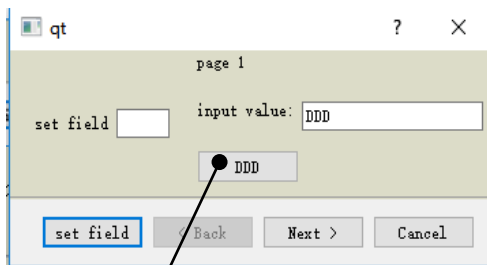 qt
page 1
set field
input value: DDD
DDD
set field < Back Next > Cancel